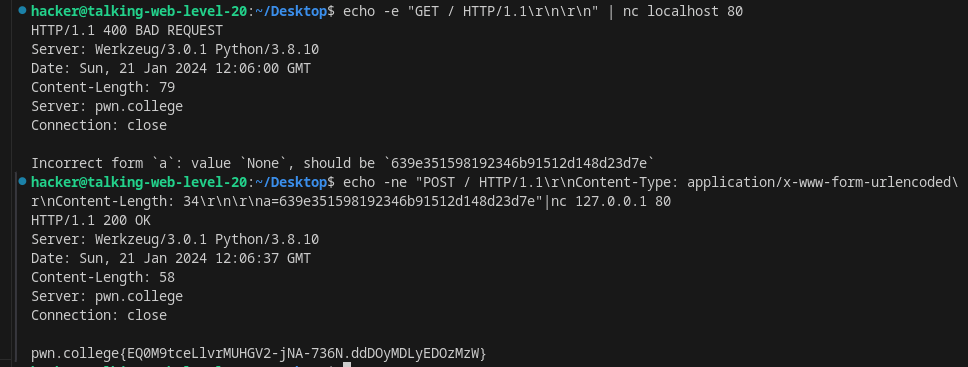 hacker@talking-web-level-20:~/Desktop$ echo -e "GET / HTTP/1.1\r\n\r\n" | nc localhost 80
HTTP/1.1 400 BAD REQUEST
Server: Werkzeug/3.0.1 Python/3.8.10
Date: Sun, 21 Jan 2024 12:06:00 GMT
Content-Length: 79
Server: pwn.college
Connection: close
Incorrect form `a`: value `None`, should be `639e351598192346b91512d148d23d7e`
hacker@talking-web-level-20:~/Desktop$ echo -ne "POST / HTTP/1.1\r\nContent-Type: application/x-www-form-urlencoded\
r\nContent-Length: 34\r\n\r\na=639e351598192346b91512d148d23d7e"|nc 127.0.0.1 80
HTTP/1.1 200 OK
Server: Werkzeug/3.0.1 Python/3.8.10
Date: Sun, 21 Jan 2024 12:06:37 GMT
Content-Length: 58
Server: pwn.college
Connection: close
pwn.college{EQ0M9tceLlvrMUHGV2-jNA-736N.ddDOyMDLyEDOzMzW}